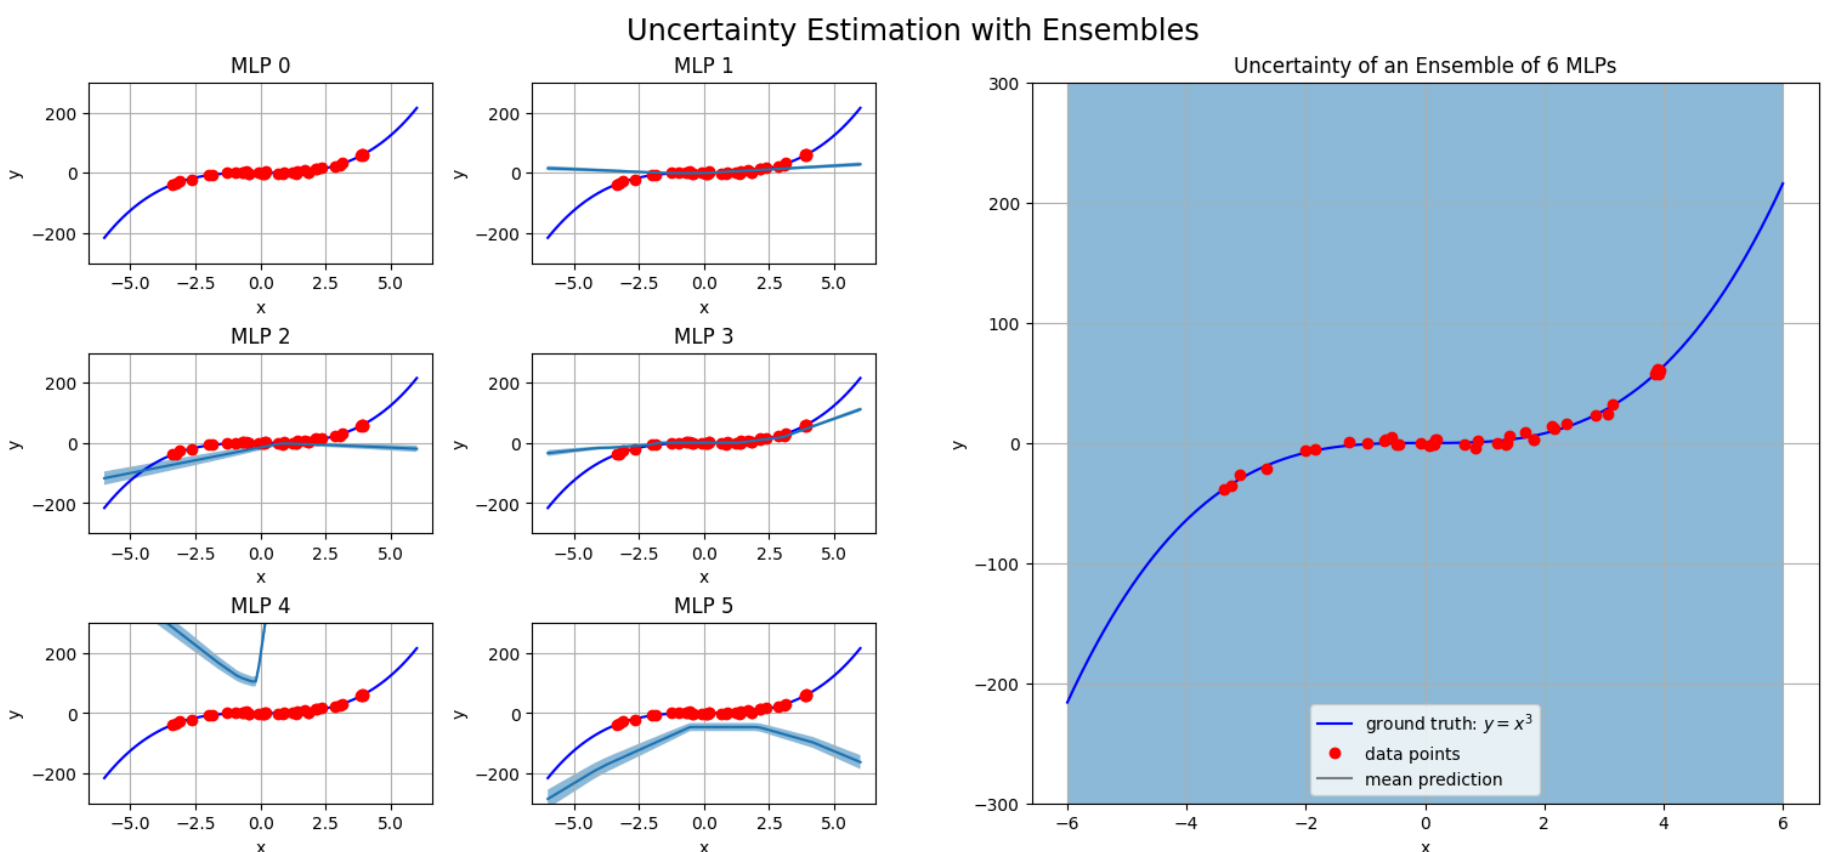 Uncertainty Estimation with Ensembles
MLP 0
200
0
−200
y
−5.0 −2.5 0.0 2.5 5.0
x
MLP 1
200
0
−200
y
−5.0 −2.5 0.0 2.5 5.0
x
MLP 2
200
0
−200
y
−5.0 −2.5 0.0 2.5 5.0
x
MLP 3
200
0
−200
y
−5.0 −2.5 0.0 2.5 5.0
x
MLP 4
200
0
−200
y
−5.0 −2.5 0.0 2.5 5.0
x
MLP 5
200
0
−200
y
−5.0 −2.5 0.0 2.5 5.0
x
Uncertainty of an Ensemble of 6 MLPs
300
200
100
0
−100
−200
−300
y
ground truth: y = x³
data points
mean prediction
−6 −4 −2 0 2 4 6
x